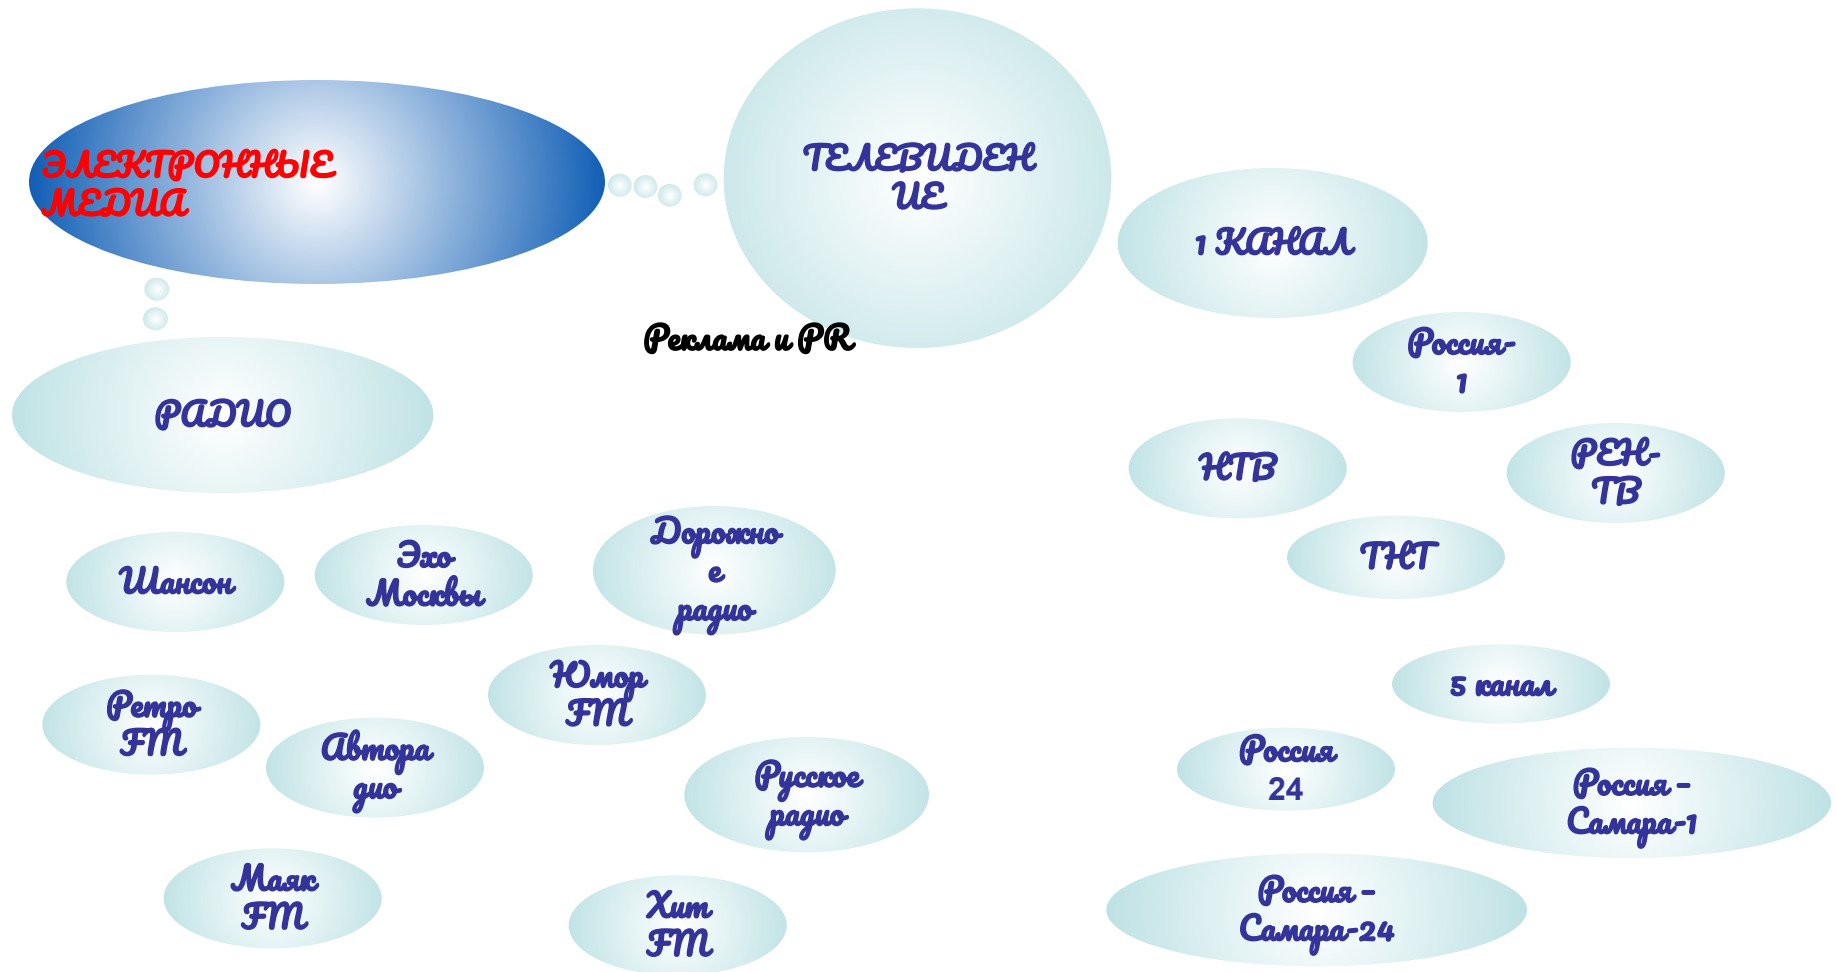 ЭЛЕКТРОННЫЕ
МЕДИА
ТЕЛЕВИДЕН
ИЕ
1 КАНАЛ
Реклама и PR
Россия-
1
РАДИО
НТВ
РЕН-
ТВ
ТНТ
Шансон
Эхо
Москвы
Дорожно
е
радио
Юмор
FM
5 канал
Ретро
FM
Автора
дио
Русское
радио
Россия
24
Россия –
Самара-1
Маяк
FM
Хит
FM
Россия –
Самара-24